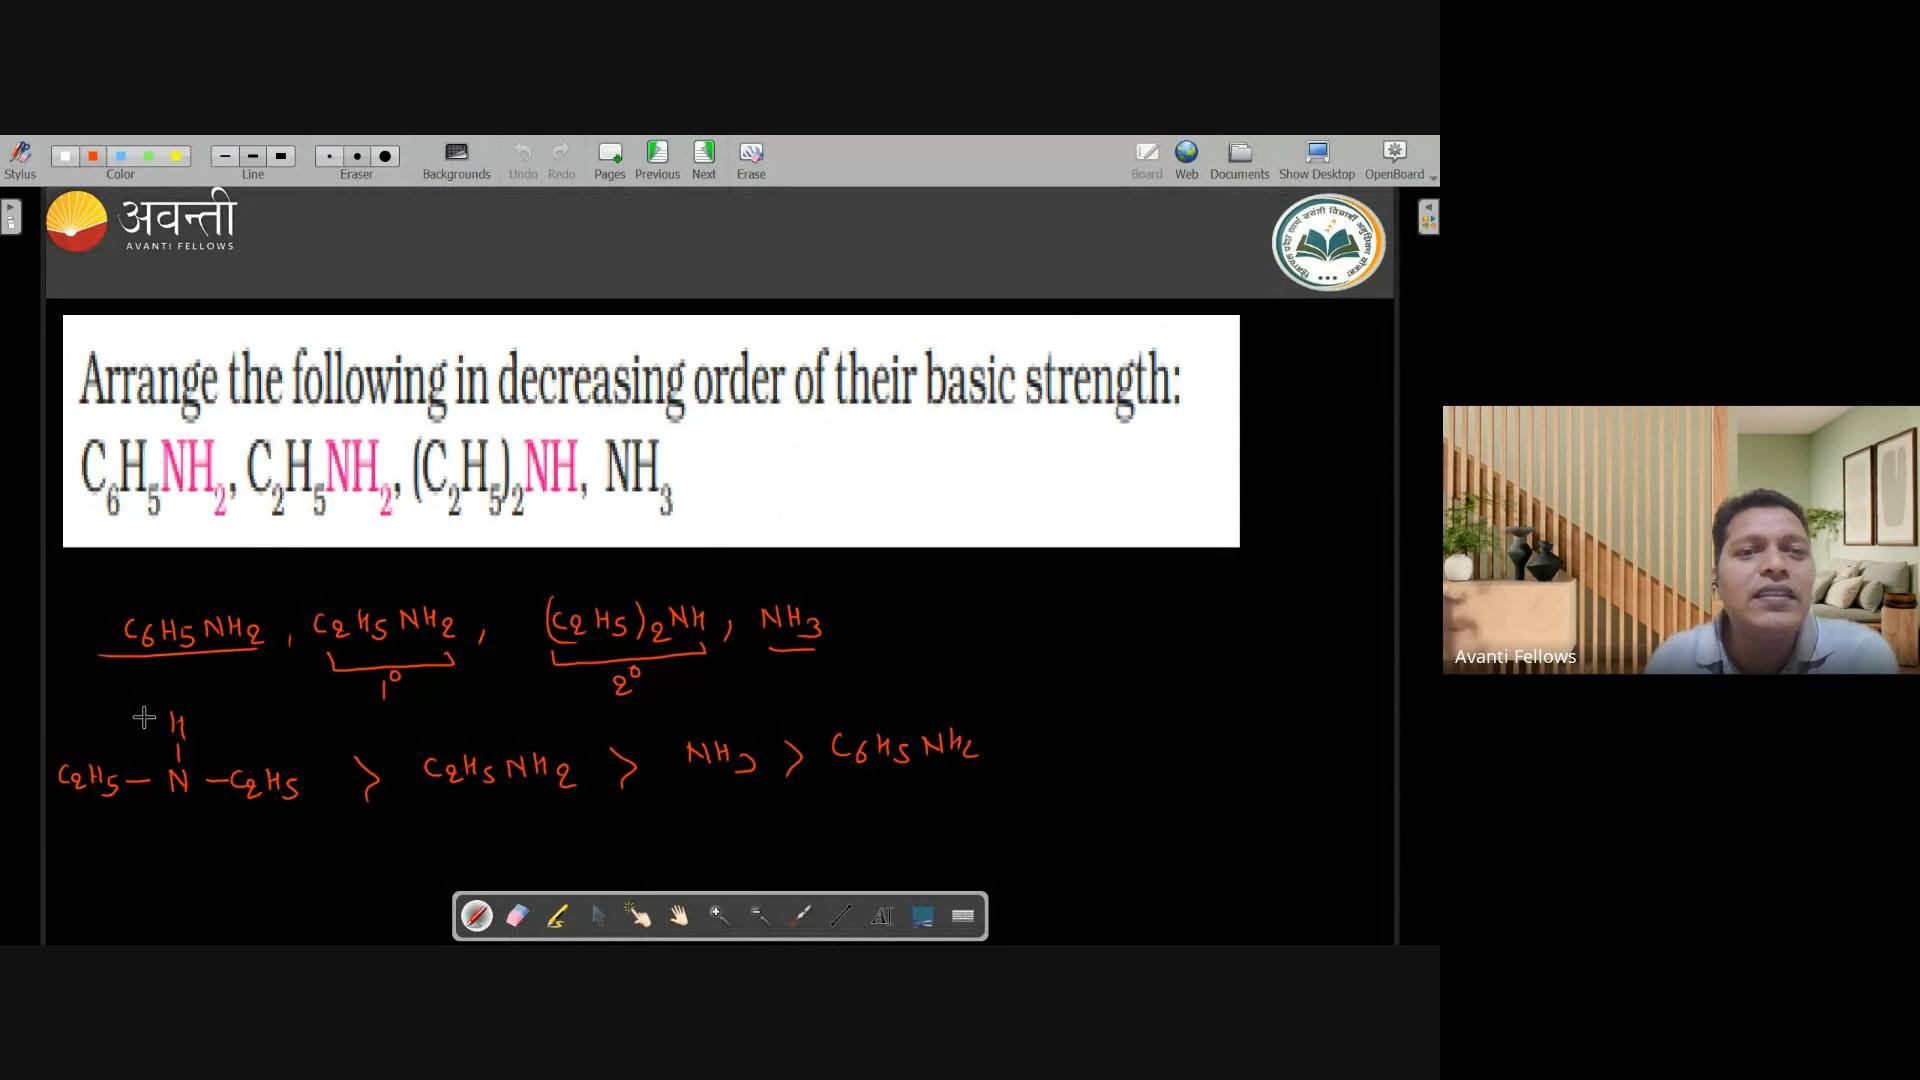 Stylus Color Line Eraser Backgrounds Undo Redo Pages Previous Next Erase Board Web Documents Show Desktop OpenBoard
अवन्ती
AVANTI FELLOWS
Arrange the following in decreasing order of their basic strength:
C₆H₅NH₂, C₂H₅NH₂, (C₂H₅)₂NH, NH₃
C₆H₅NH₂, C₂H₅NH₂, (C₂H₅)₂NH, NH₃
1° 2°
H
C₂H₅—N—C₂H₅ > C₂H₅NH₂ > NH₃ > C₆H₅NH₂
AI
Avanti Fellows